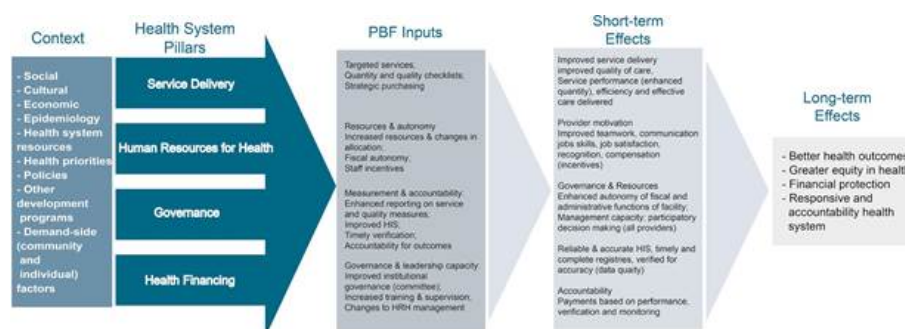 Context
- Social
- Cultural
- Economic
- Epidemiology
- Health system
resources
- Health priorities
- Policies
- Other
development
programs
- Demand-side
(community
and
individual)
factors
Health System
Pillars
Service Delivery
Human Resources for Health
Governance
Health Financing
PBF Inputs
Targeted services;
Quantity and quality checklists;
Strategic purchasing
Resources & autonomy
Increased resources & changes in
allocation;
Fiscal autonomy,
Staff incentives
Measurement & accountability:
Enhanced reporting on service
and quality measures;
Improved HIS;
Timely verification;
Accountability for outcomes
Governance & leadership capacity:
Improved institutional
governance (committee);
Increased training & supervision,
Changes to HRH management
Short-term
Effects
Improved service delivery
improved quality of care,
Service performance (enhanced
quantity), efficiency and effective
care delivered
Provider motivation
Improved teamwork, communication
jobs skills, job satisfaction,
recognition, compensation
(incentives)
Governance & Resources
Enhanced autonomy of fiscal and
administrative functions of facility;
Management capacity; participatory
decision making (all providers)
Reliable & accurate HIS, timely and
complete registries, verified for
accuracy (data quaity)
Accountability
Payments based on performance,
verification and monitoring
Long-term
Effects
- Better health outcomes
- Greater equity in health
- Financial protection
- Responsive and
accountability health
system